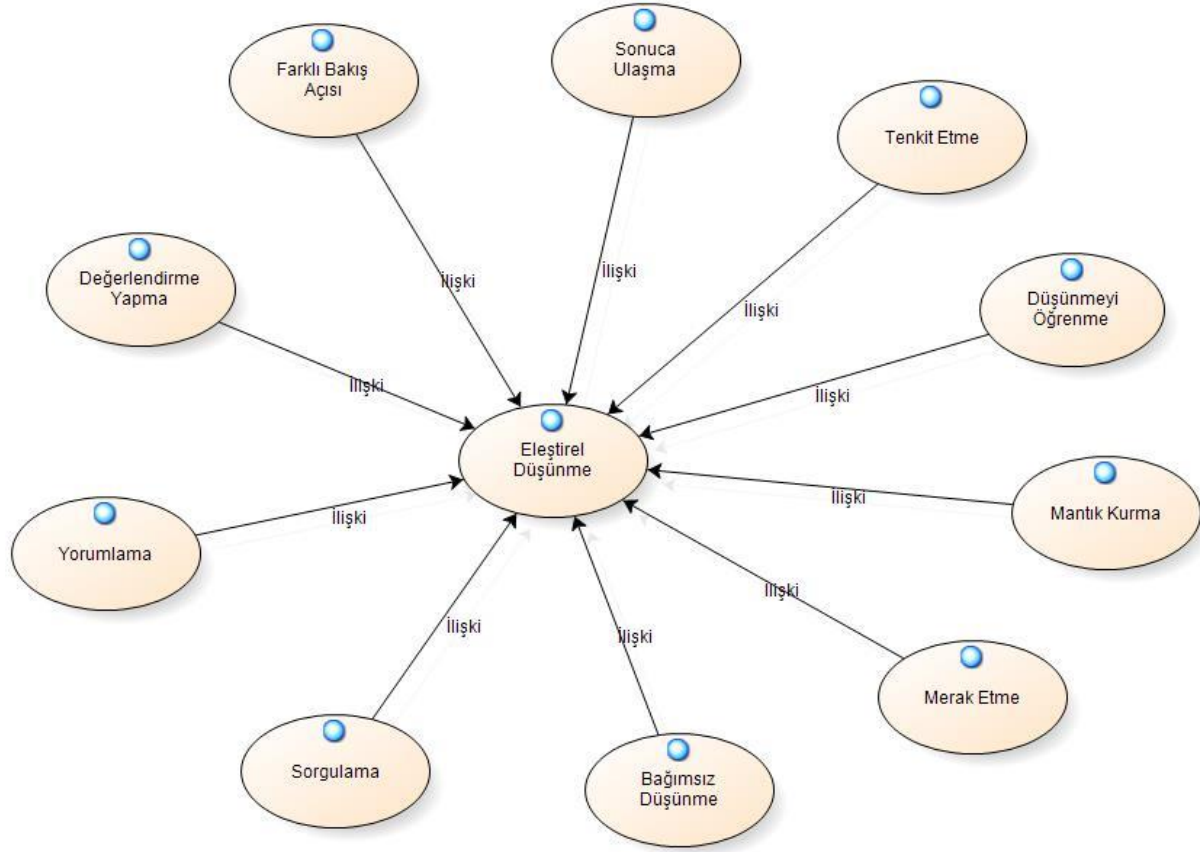 Farklı Bakış
Açısı
Sonuca
Ulaşma
Tenkit Etme
Değerlendirme
Yapma
Düşünmeyi
Öğrenme
İlişki
İlişki
İlişki
İlişki
İlişki
Eleştirel
Düşünme
İlişki
Mantık Kurma
Yorumlama
İlişki
İlişki
İlişki
İlişki
Merak Etme
Sorgulama
Bağımsız
Düşünme